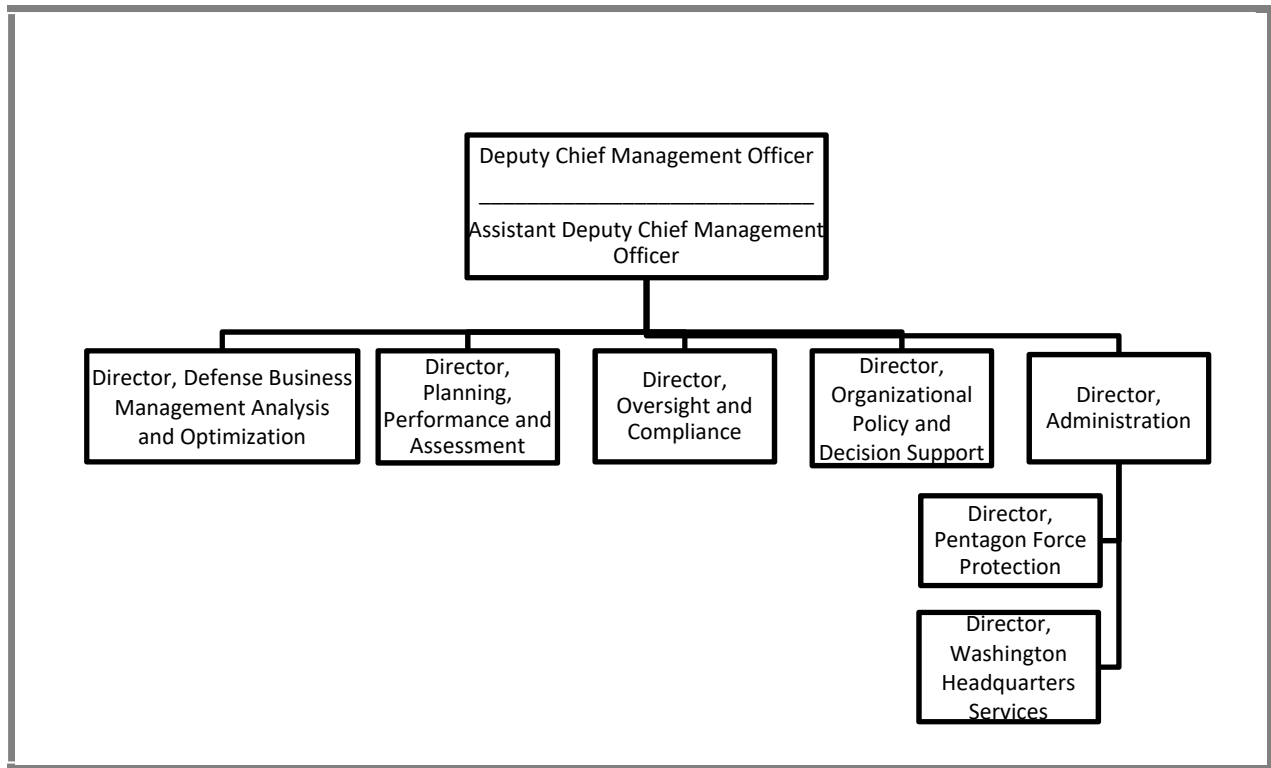 Deputy Chief Management Officer
____________________________
Assistant Deputy Chief Management
Officer
Director, Defense Business
Management Analysis
and Optimization
Director,
Planning,
Performance and
Assessment
Director,
Oversight and
Compliance
Director,
Organizational
Policy and
Decision Support
Director,
Administration
Director,
Pentagon Force
Protection
Director,
Washington
Headquarters
Services